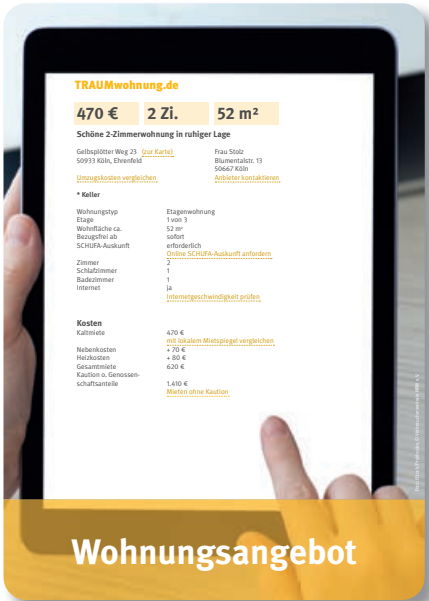 TRAUMwohnung.de
470 € 2 Zi. 52 m²
Schöne 2-Zimmerwohnung in ruhiger Lage
Gelbsplötter Weg 23 (zur Karte) Frau Stolz
50933 Köln, Ehrenfeld Blumentalstr. 13
50667 Köln
Umzugskosten vergleichen Anbieter kontaktieren
* Keller
Wohnungstyp Etagenwohnung
Etage 1 von 3
Wohnfläche ca. 52 m²
Bezugsfrei ab sofort
SCHUFA-Auskunft erforderlich
Online SCHUFA-Auskunft anfordern
Zimmer 2
Schlafzimmer 1
Badezimmer 1
Internet Ja
Internetgeschwindigkeit prüfen
Kosten
Kaltmiete 470 €
mit lokalem Mietspiegel vergleichen
Nebenkosten + 70 €
Heizkosten + 80 €
Gesamtmiete 620 €
Kaution o. Genossen-
schaftsanteile 1.410 €
Mieten ohne Kaution
Wohnungsangebot